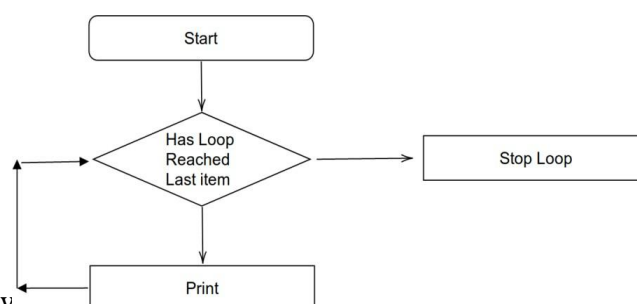 Start
Has Loop
Reached
Last item
Stop Loop
Print